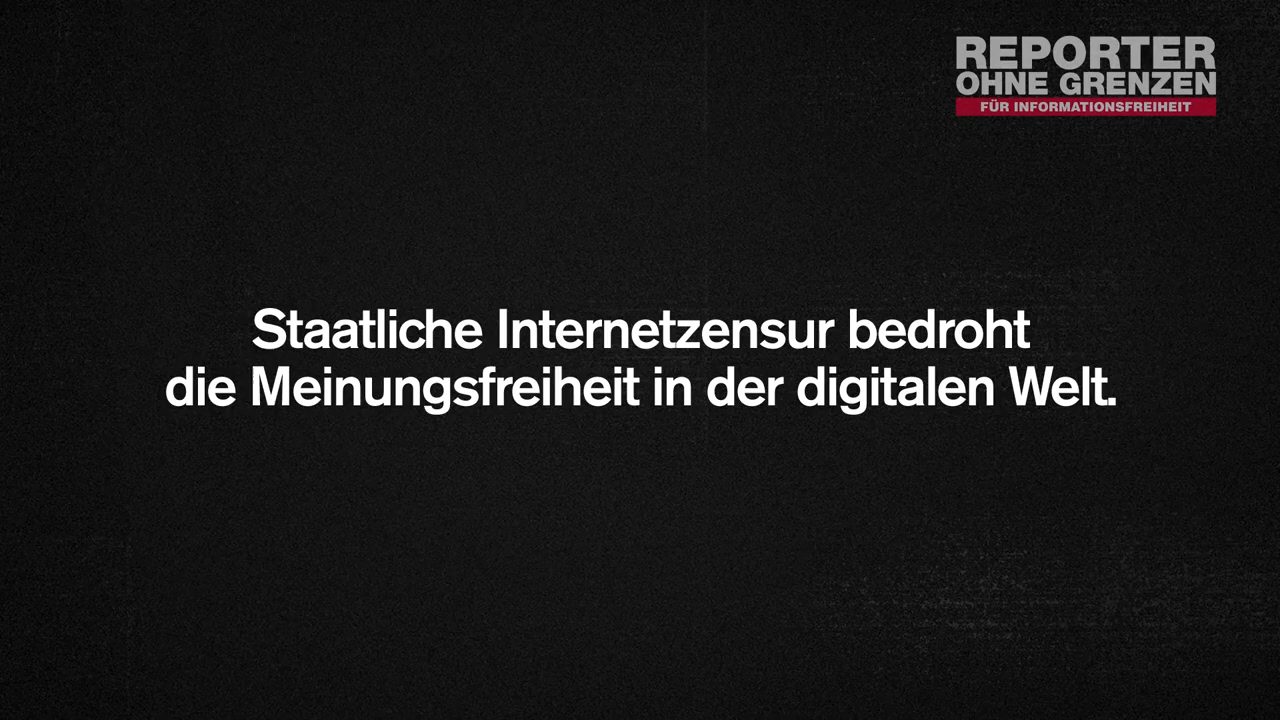 REPORTER
OHNE GRENZEN
FÜR INFORMATIONSFREIHEIT
Staatliche Internetzensur bedroht
die Meinungsfreiheit in der digitalen Welt.